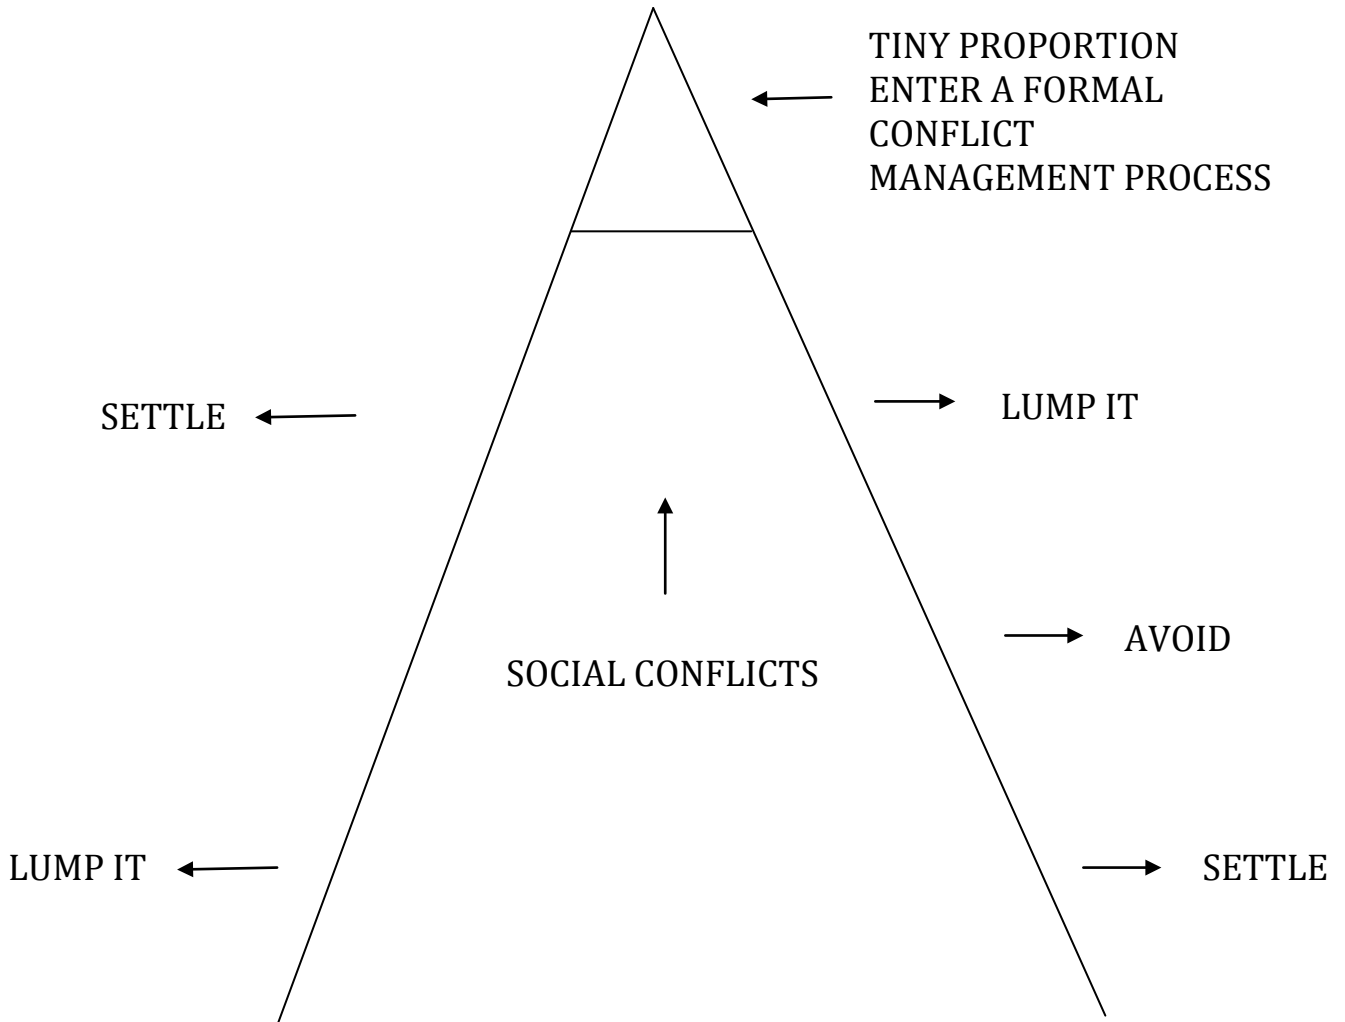 TINY PROPORTION
ENTER A FORMAL
CONFLICT
MANAGEMENT PROCESS
SETTLE
LUMP IT
AVOID
SOCIAL CONFLICTS
LUMP IT
SETTLE